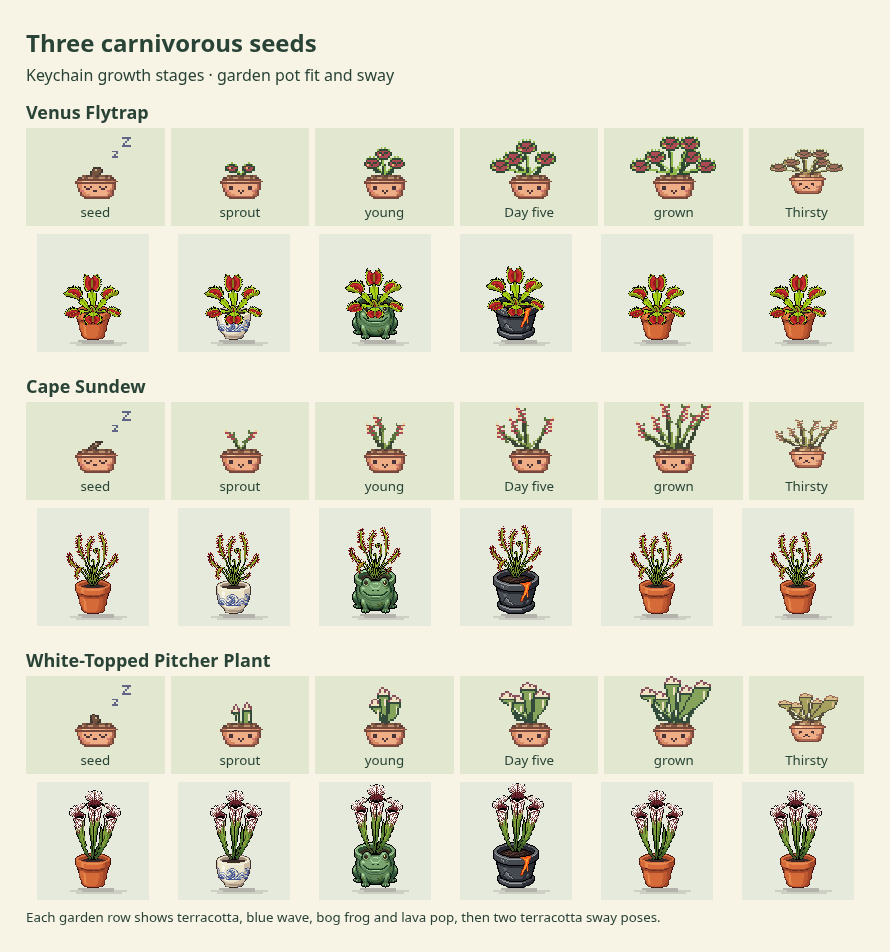 Three carnivorous seeds
Keychain growth stages · garden pot fit and sway
Venus Flytrap
z Z
seed sprout young Day five grown Thirsty
Cape Sundew
z Z
seed sprout young Day five grown Thirsty
White-Topped Pitcher Plant
z Z
seed sprout young Day five grown Thirsty
Each garden row shows terracotta, blue wave, bog frog and lava pop, then two terracotta sway poses.